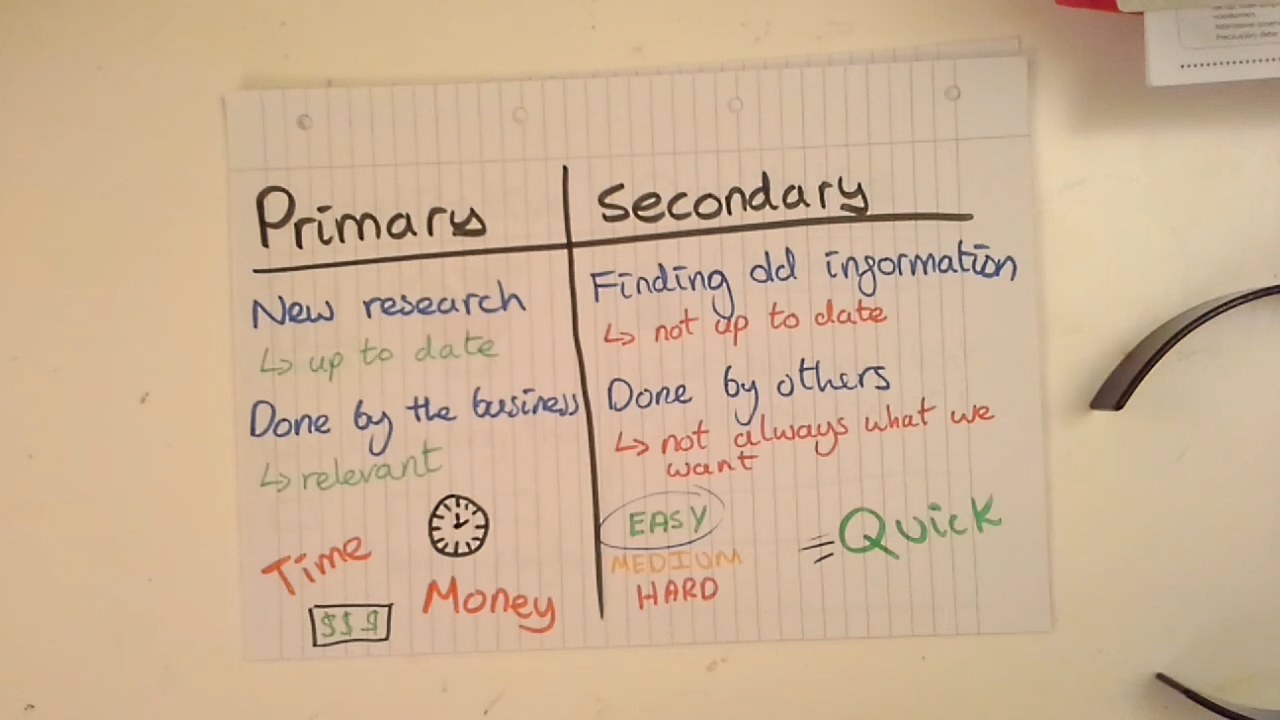 Primary
New research
↳ up to date
Done by the business
↳ relevant
Time
Money
$$$
Secondary
Finding old ingormation
↳ not up to date
Done by others
↳ not always what we
want
EASY
MEDIUM
HARD
Quick